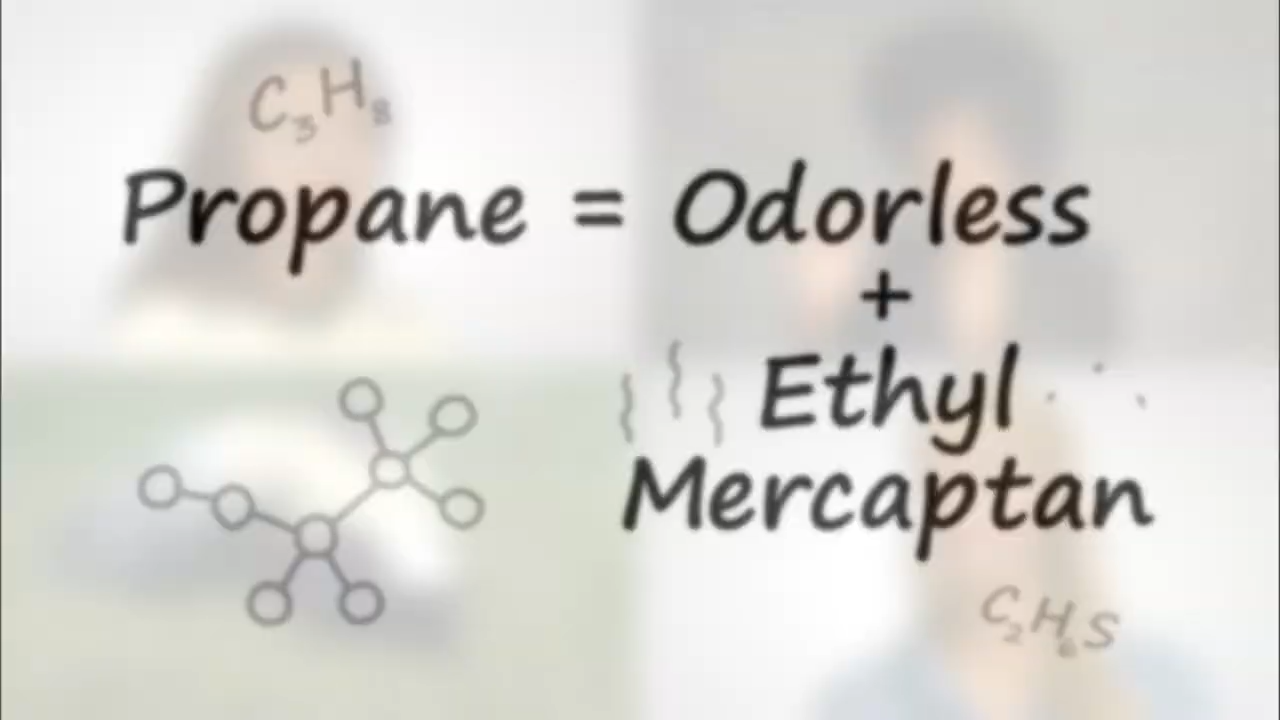 C₃H₈
Propane = Odorless
+
Ethyl
Mercaptan
C₂H₆S